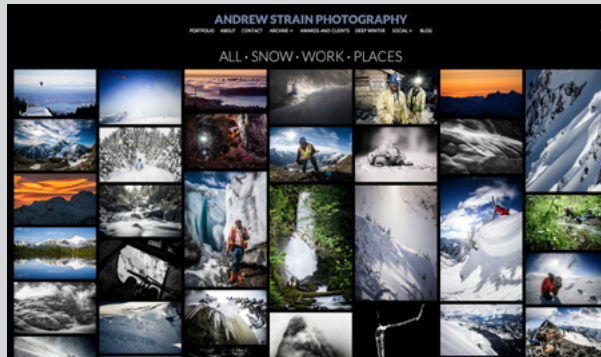 ANDREW STRAIN PHOTOGRAPHY
PORTFOLIO ABOUT CONTACT ARCHIVE AWARDS AND CLIENTS DEEP WINTER SOCIAL BLOG
ALL · SNOW · WORK · PLACES